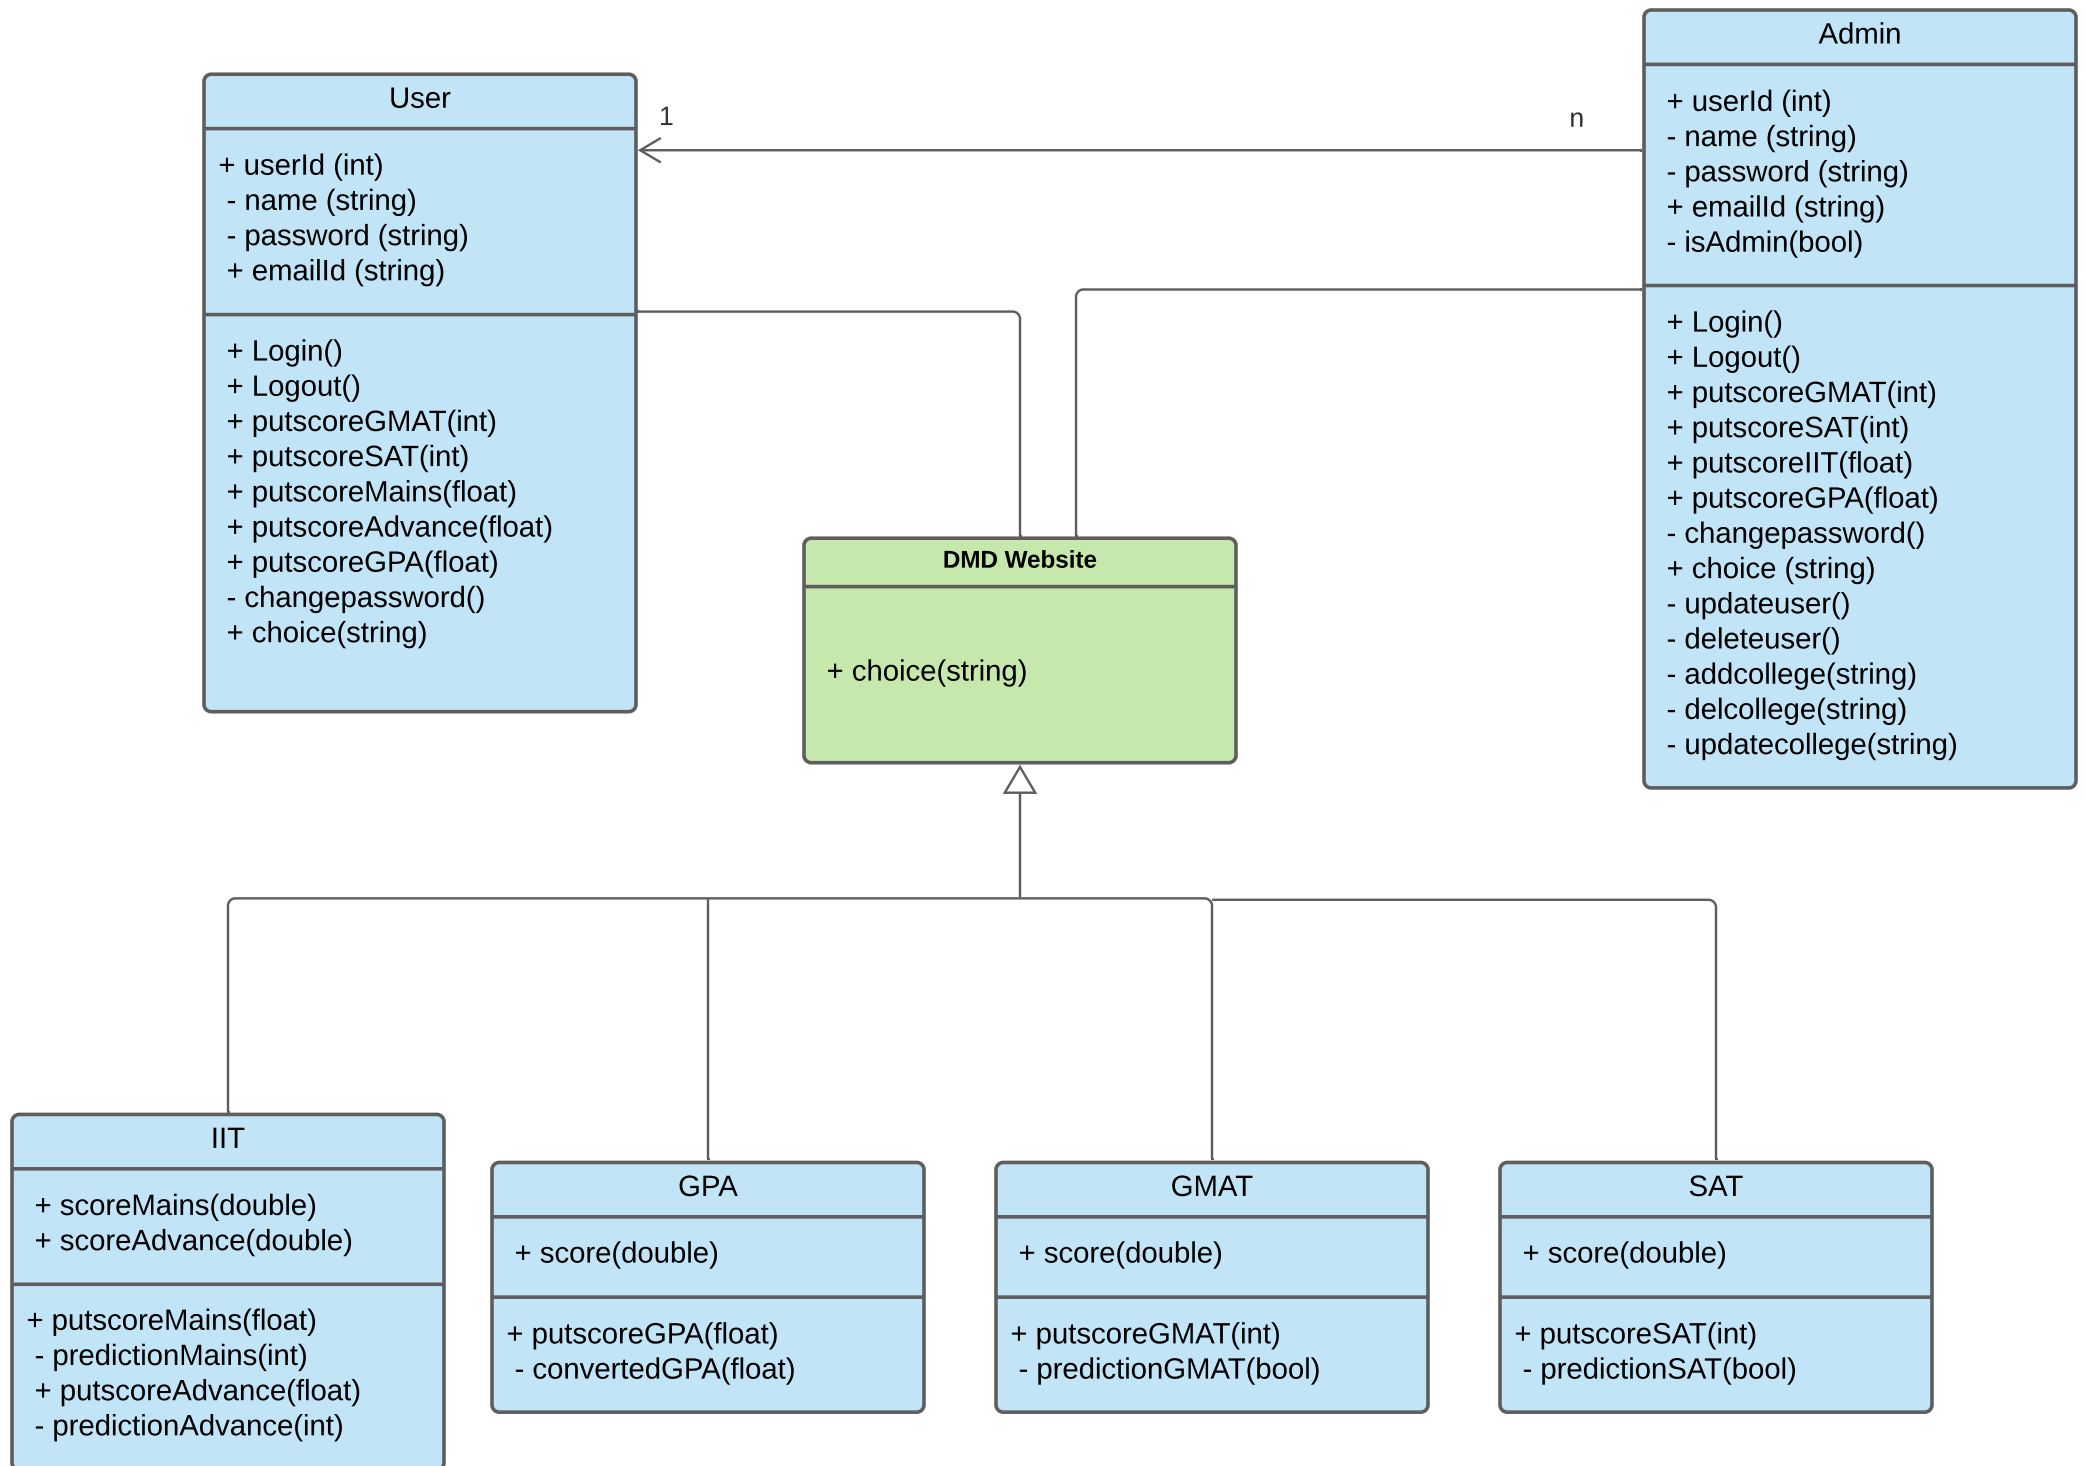 User
+ userId (int)
- name (string)
- password (string)
+ emailId (string)
+ Login()
+ Logout()
+ putscoreGMAT(int)
+ putscoreSAT(int)
+ putscoreMains(float)
+ putscoreAdvance(float)
+ putscoreGPA(float)
- changepassword()
+ choice(string)
1
n
Admin
+ userId (int)
- name (string)
- password (string)
+ emailId (string)
- isAdmin(bool)
+ Login()
+ Logout()
+ putscoreGMAT(int)
+ putscoreSAT(int)
+ putscoreIIT(float)
+ putscoreGPA(float)
- changepassword()
+ choice (string)
- updateuser()
- deleteuser()
- addcollege(string)
- delcollege(string)
- updatecollege(string)
DMD Website
+ choice(string)
IIT
+ scoreMains(double)
+ scoreAdvance(double)
+ putscoreMains(float)
- predictionMains(int)
+ putscoreAdvance(float)
- predictionAdvance(int)
GPA
+ score(double)
+ putscoreGPA(float)
- convertedGPA(float)
GMAT
+ score(double)
+ putscoreGMAT(int)
- predictionGMAT(bool)
SAT
+ score(double)
+ putscoreSAT(int)
- predictionSAT(bool)